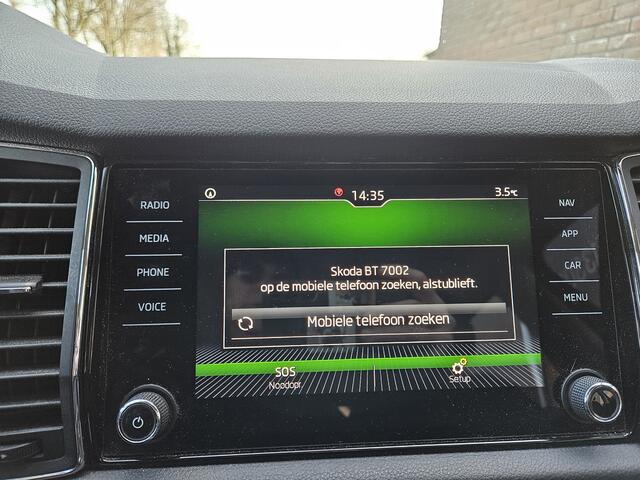 14:35
3.5°C
RADIO
MEDIA
PHONE
VOICE
NAV
APP
CAR
MENU
Skoda BT 7002
op de mobiele telefoon zoeken, alstublieft.
Mobiele telefoon zoeken
SOS
Noodopr.
Setup